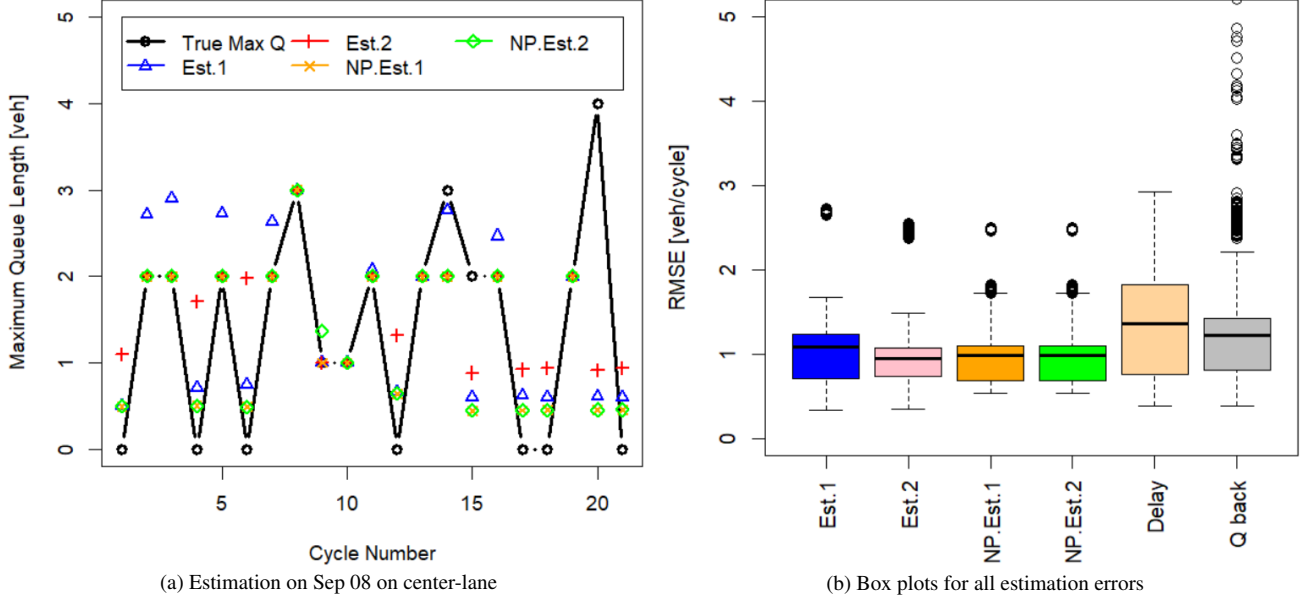 Maximum Queue Length [veh]
5
4
3
2
1
0
True Max Q
Est.2
NP.Est.2
Est.1
NP.Est.1
5
10
15
20
Cycle Number
(a) Estimation on Sep 08 on center-lane
RMSE [veh/cycle]
5
4
3
2
1
0
Est.1
Est.2
NP.Est.1
NP.Est.2
Delay
Q back
(b) Box plots for all estimation errors